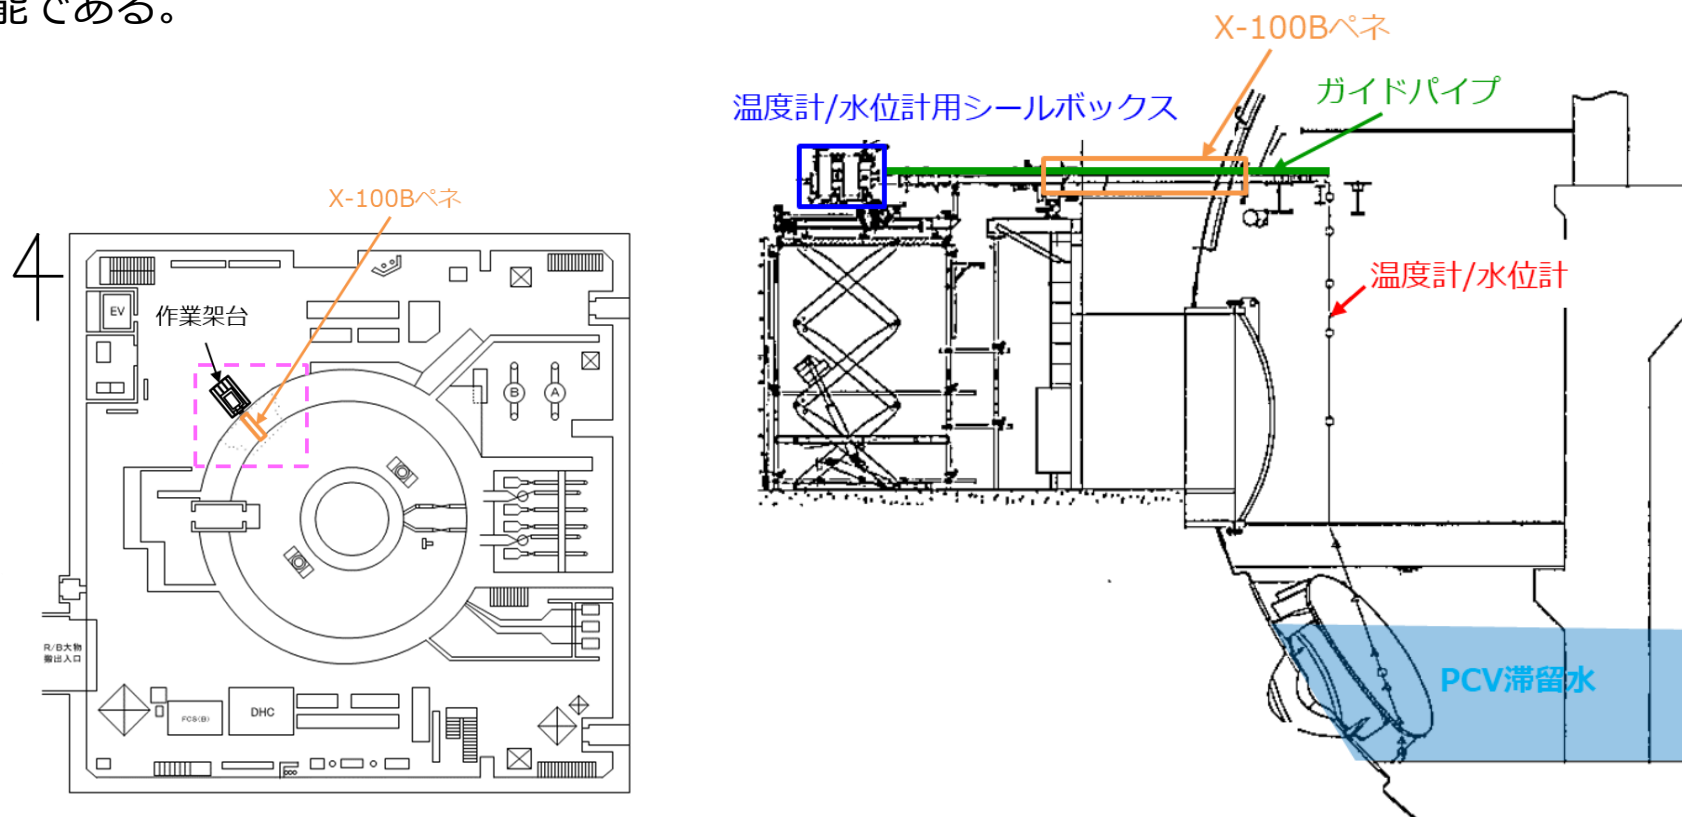 能である。
X-100Bペネ
ガイドパイプ
温度計/水位計用シールボックス
X-100Bペネ
作業架台
EV
B
A
温度計/水位計
R/B大物
搬出入口
FCS(B)
DHC
PCV滞留水